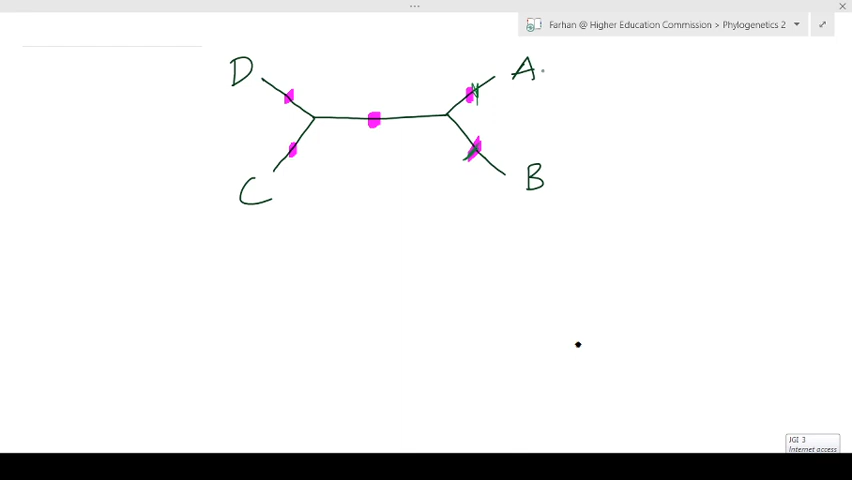 ...
Farhan @ Higher Education Commission > Phylogenetics 2
D
A
C
B
JGI 3
Internet access